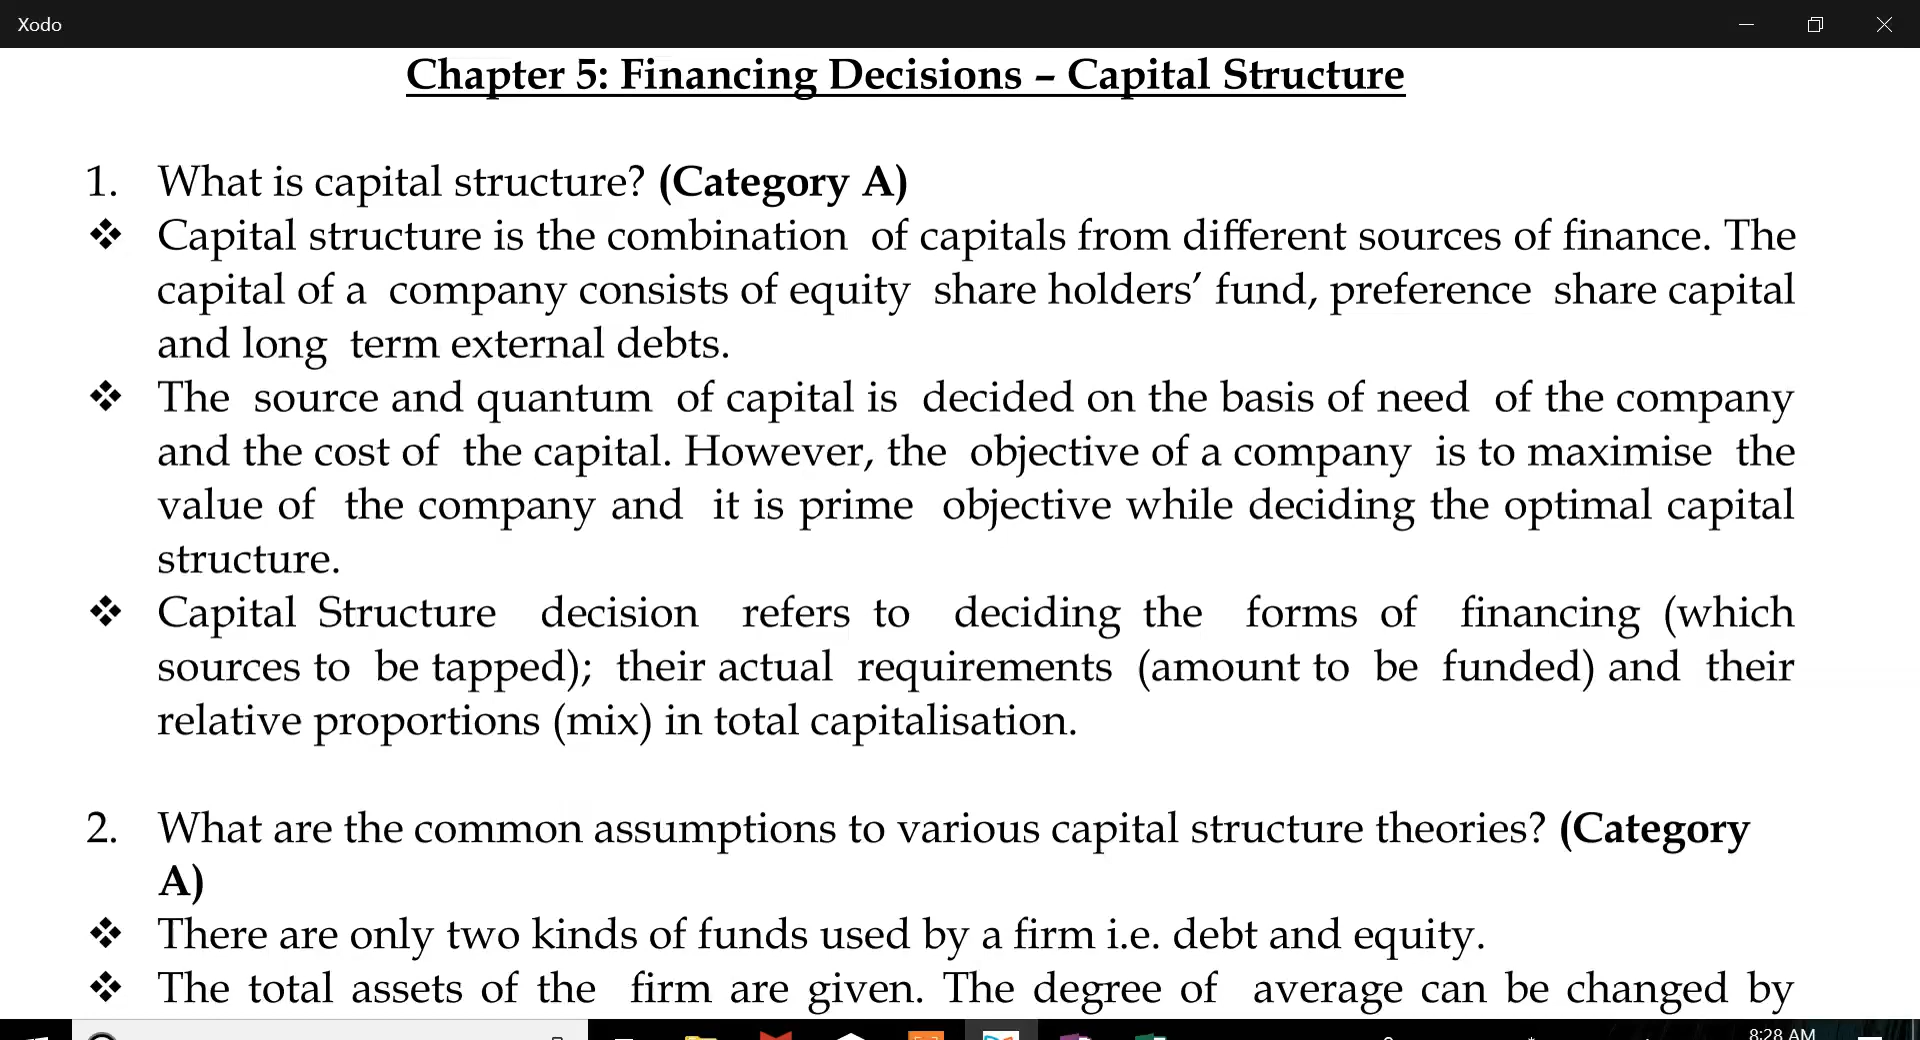 Xodo
Chapter 5: Financing Decisions – Capital Structure
1. What is capital structure? (Category A)
❖ Capital structure is the combination of capitals from different sources of finance. The
capital of a company consists of equity share holders’ fund, preference share capital
and long term external debts.
❖ The source and quantum of capital is decided on the basis of need of the company
and the cost of the capital. However, the objective of a company is to maximise the
value of the company and it is prime objective while deciding the optimal capital
structure.
❖ Capital Structure decision refers to deciding the forms of financing (which
sources to be tapped); their actual requirements (amount to be funded) and their
relative proportions (mix) in total capitalisation.
2. What are the common assumptions to various capital structure theories? (Category
A)
❖ There are only two kinds of funds used by a firm i.e. debt and equity.
❖ The total assets of the firm are given. The degree of average can be changed by
8:28 AM